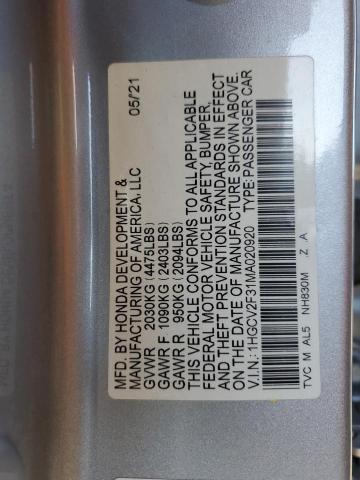 MFD. BY HONDA DEVELOPMENT &
MANUFACTURING OF AMERICA, LLC 05/'21
GVWR 2030KG (4475LBS)
GAWR F 1090KG (2403LBS)
GAWR R 950KG (2094LBS)
THIS VEHICLE CONFORMS TO ALL APPLICABLE
FEDERAL MOTOR VEHICLE SAFETY, BUMPER,
AND THEFT PREVENTION STANDARDS IN EFFECT
ON THE DATE OF MANUFACTURE SHOWN ABOVE.
V.I.N.: 1HGCV2F31MA020920 TYPE: PASSENGER CAR
TVC M AL5 NH830M Z A